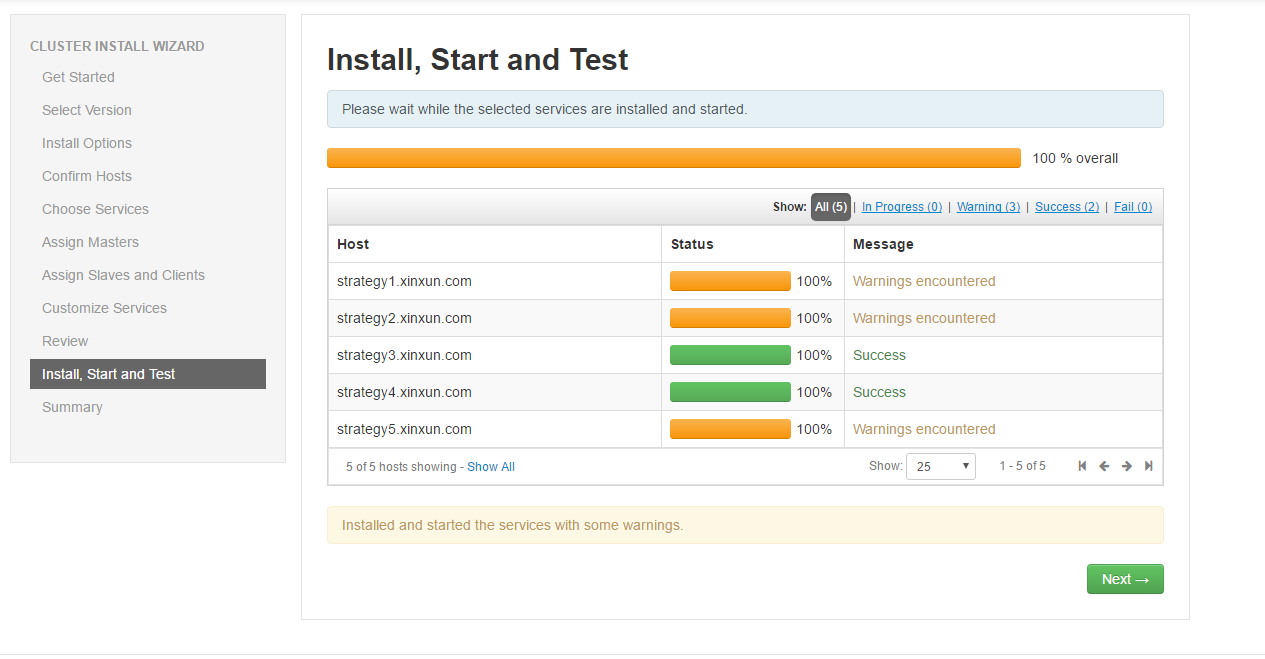 CLUSTER INSTALL WIZARD
Get Started
Select Version
Install Options
Confirm Hosts
Choose Services
Assign Masters
Assign Slaves and Clients
Customize Services
Review
Install, Start and Test
Summary
Install, Start and Test
Please wait while the selected services are installed and started.
100 % overall
Show: All (5) | In Progress (0) | Warning (3) | Success (2) | Fail (0)
Host Status Message
strategy1.xinxun.com 100% Warnings encountered
strategy2.xinxun.com 100% Warnings encountered
strategy3.xinxun.com 100% Success
strategy4.xinxun.com 100% Success
strategy5.xinxun.com 100% Warnings encountered
5 of 5 hosts showing - Show All Show: 25 1 - 5 of 5
Installed and started the services with some warnings.
Next →